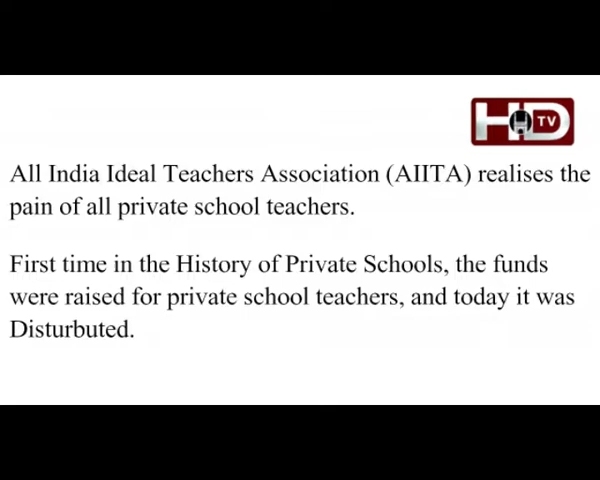 HD TV
All India Ideal Teachers Association (AIITA) realises the
pain of all private school teachers.
First time in the History of Private Schools, the funds
were raised for private school teachers, and today it was
Disturbuted.